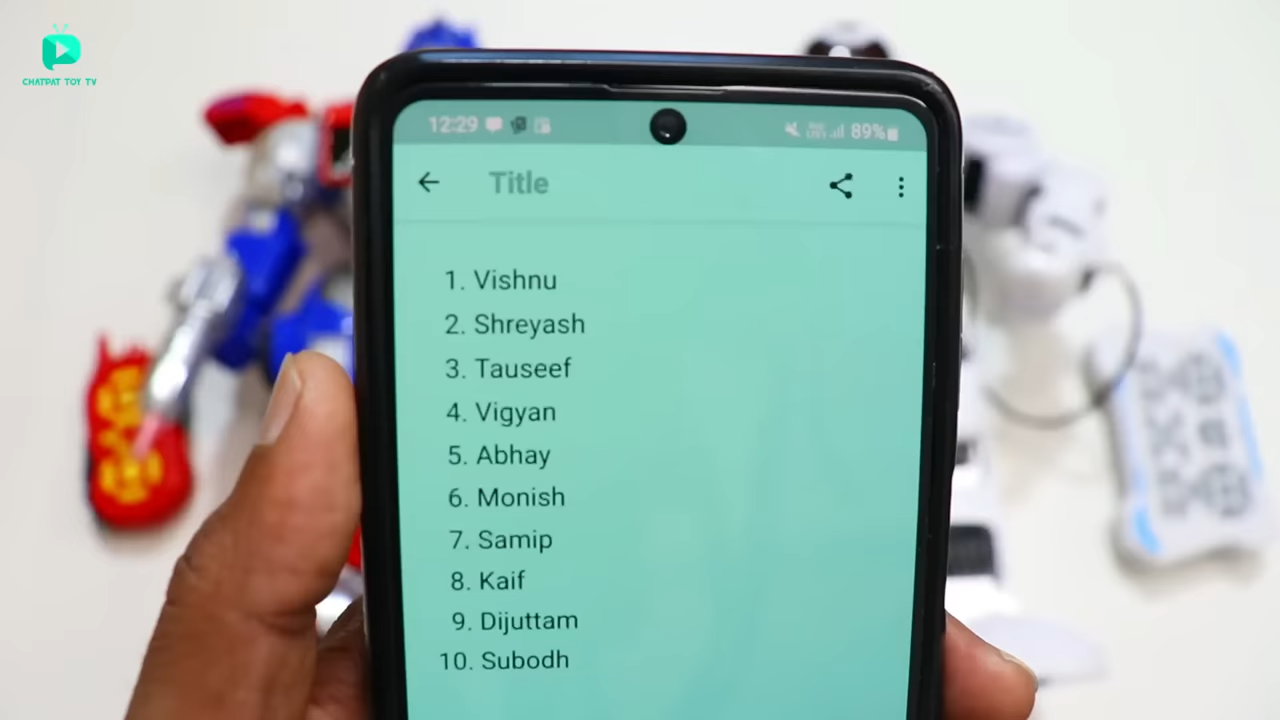 CHATPAT TOY TV
12:29 89%
Title
1. Vishnu
2. Shreyash
3. Tauseef
4. Vigyan
5. Abhay
6. Monish
7. Samip
8. Kaif
9. Dijuttam
10. Subodh